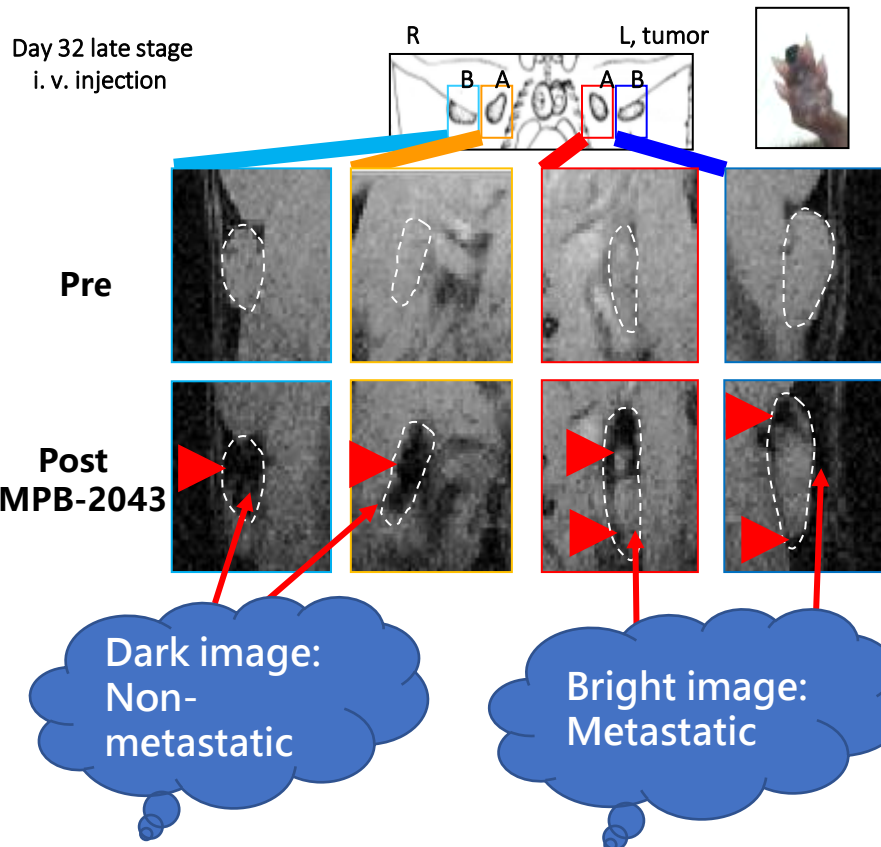 Day 32 late stage
i. v. injection
R
L, tumor
B
A
A
B
Pre
Post
MPB-2043
Dark image:
Non-
metastatic
Bright image:
Metastatic